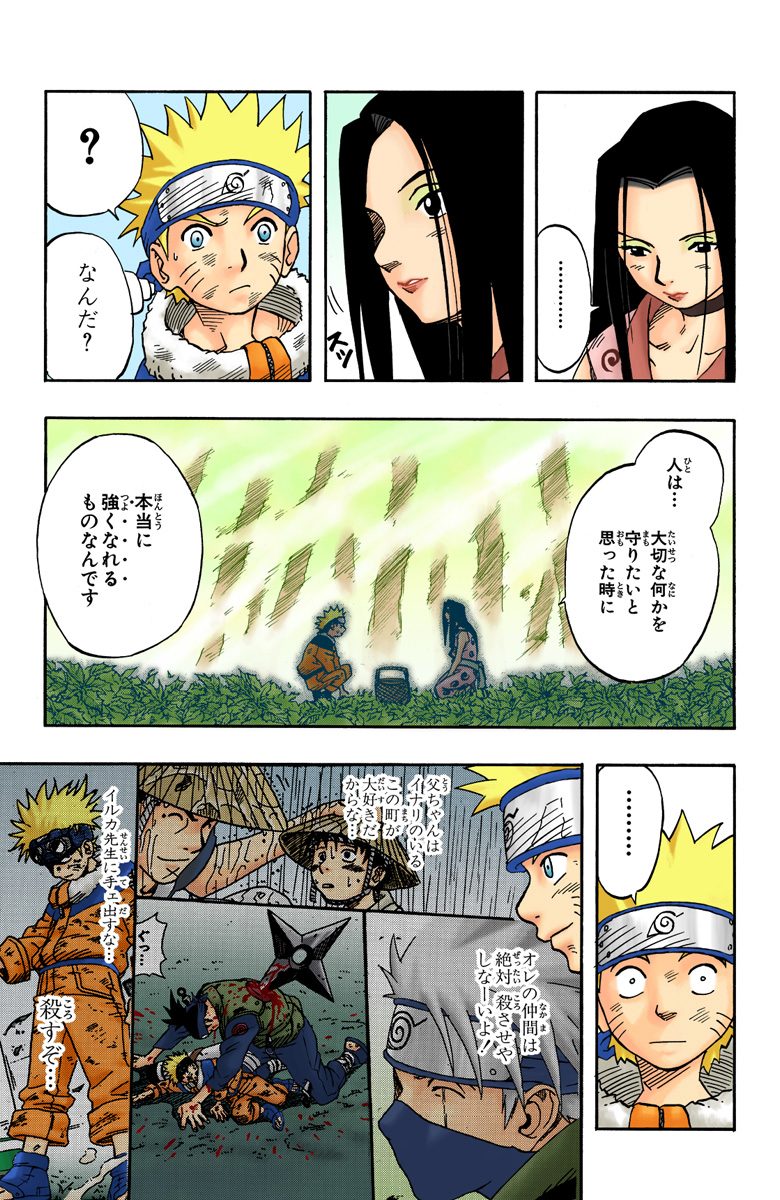 ………
スッ
？
なんだ？
人は…
大切な何かを
守りたいと
思った時に
本当に
強くなれる
ものなんです
………
父ちゃんは
イナリのいる
この町が
大好きだ
からな…
オレの仲間は
絶対殺させや
しなーいよ！
ぐっ…
イルカ先生に手ェ出すな…
殺すぞ…